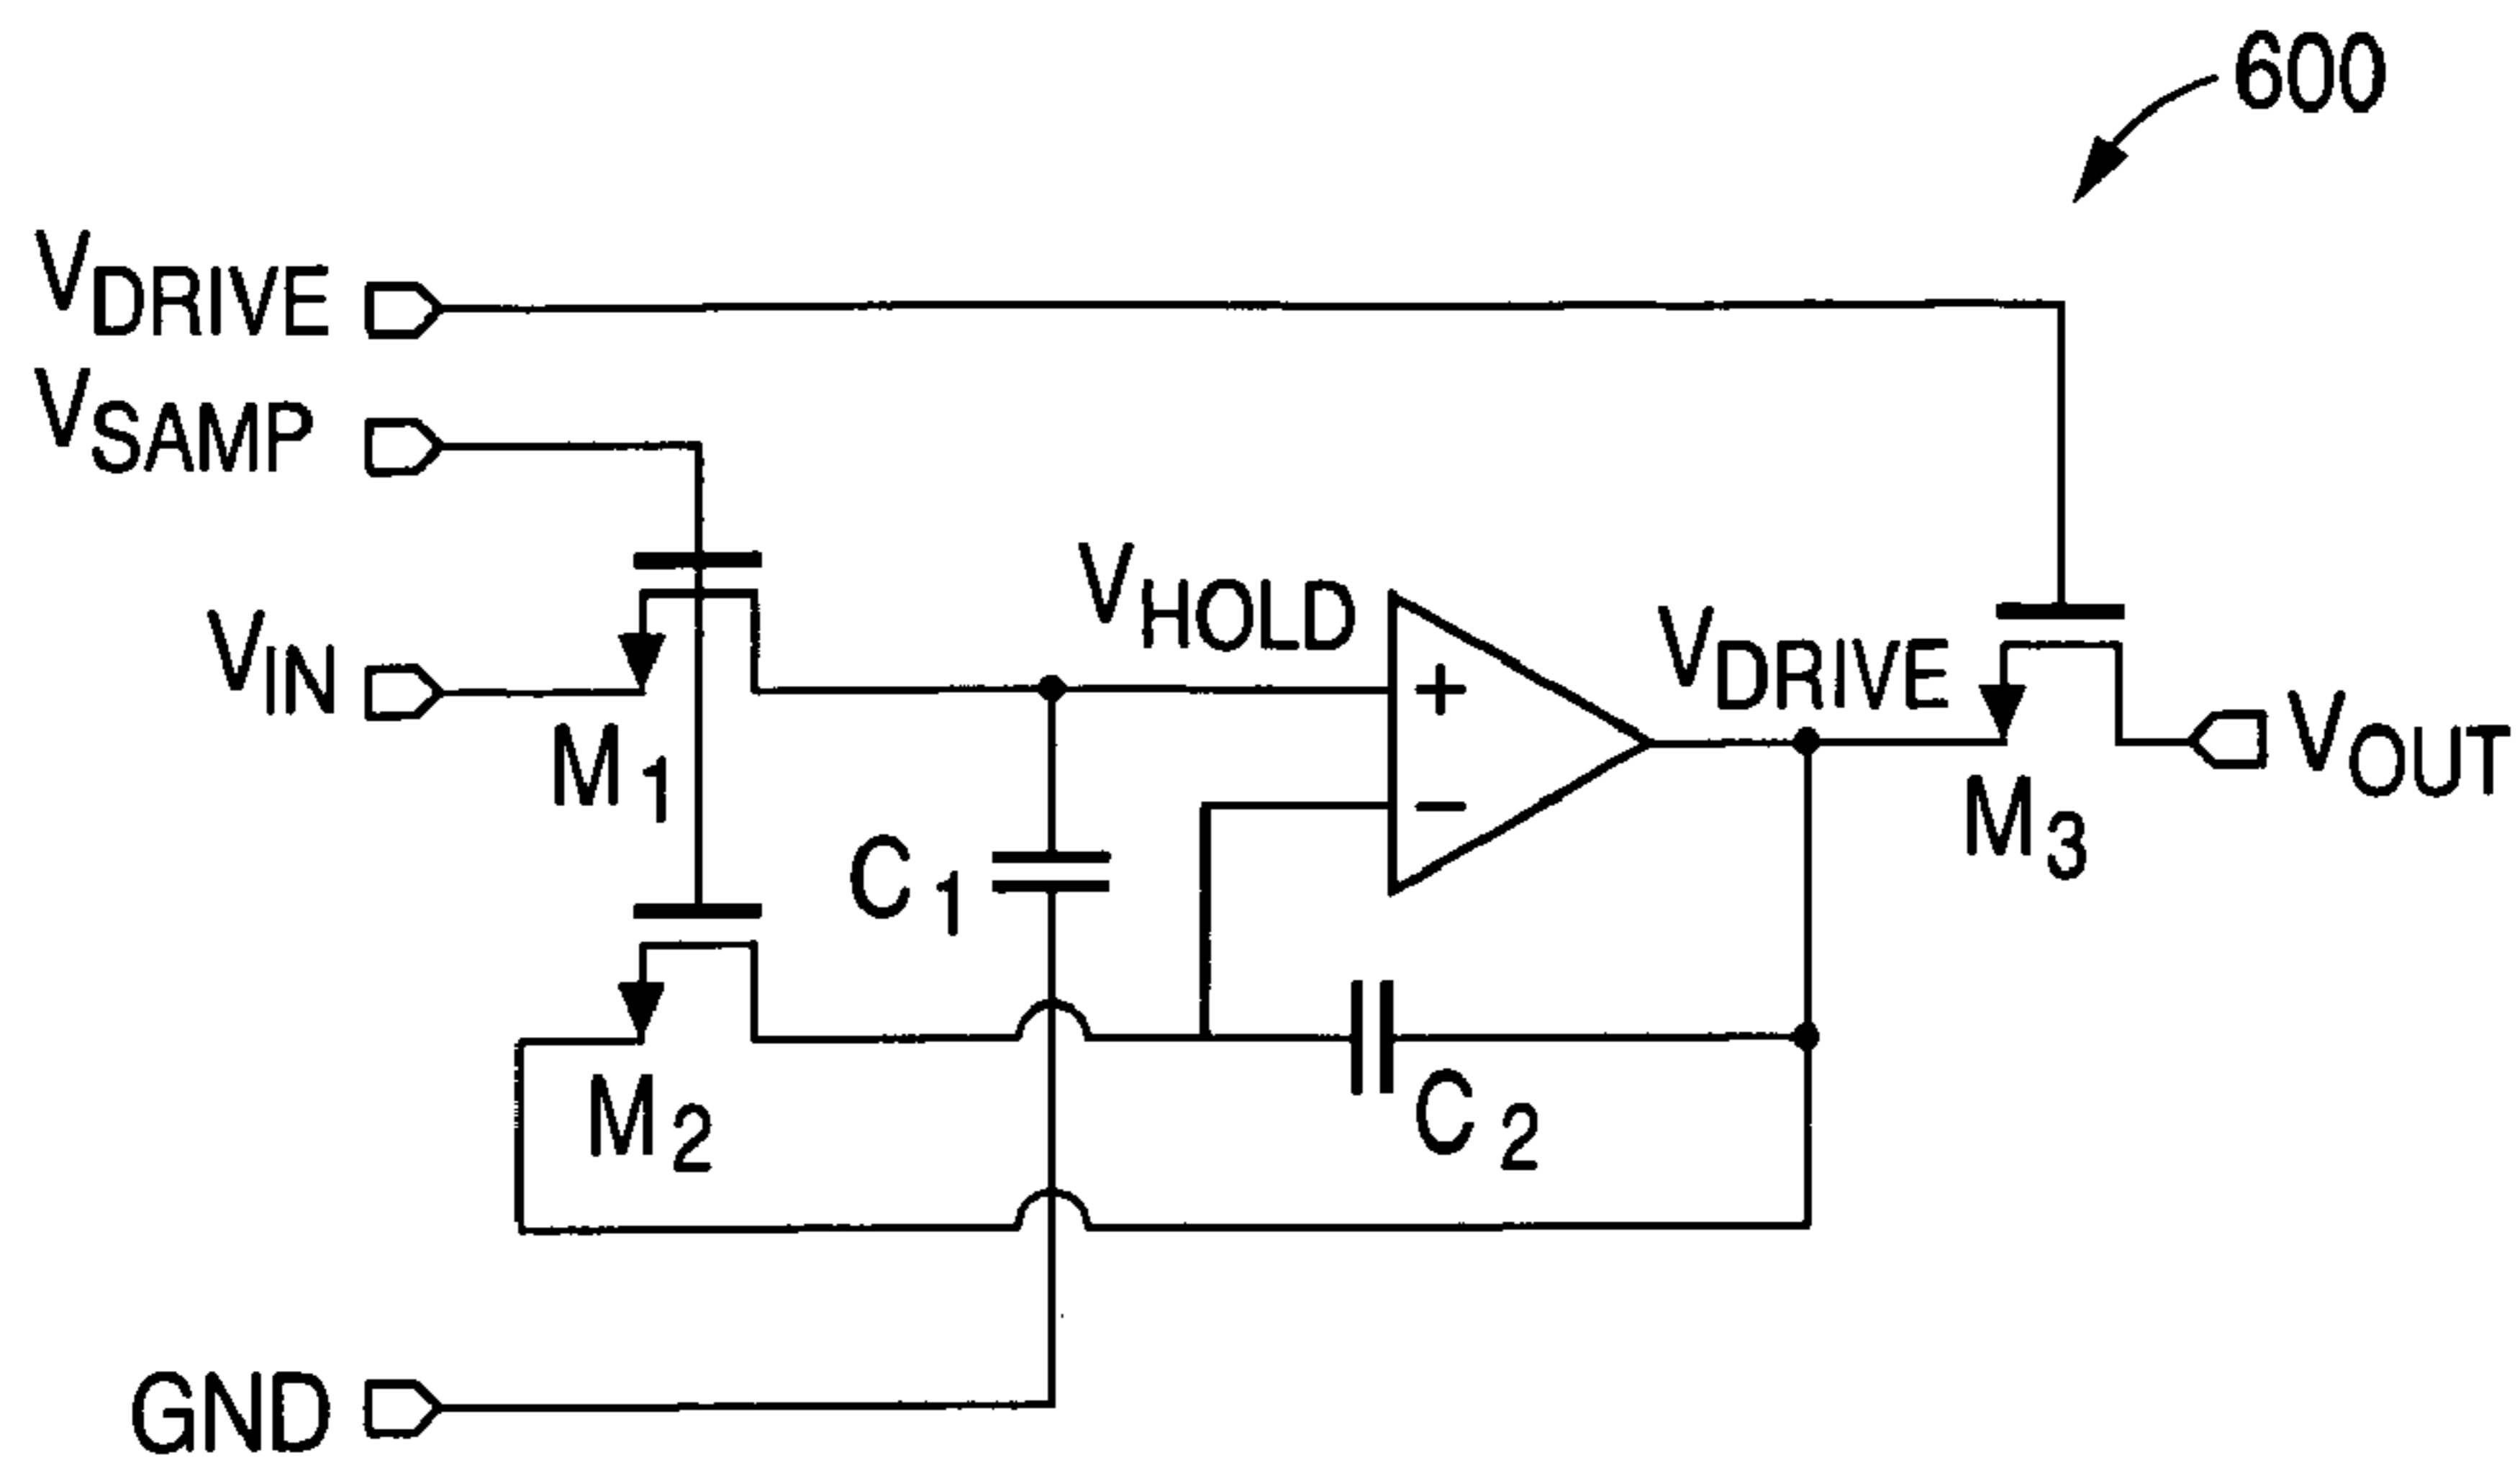 600
VDRIVE
VSAMP
VIN
M1
VHOLD
+
−
VDRIVE
VOUT
M3
C1
M2
C2
GND